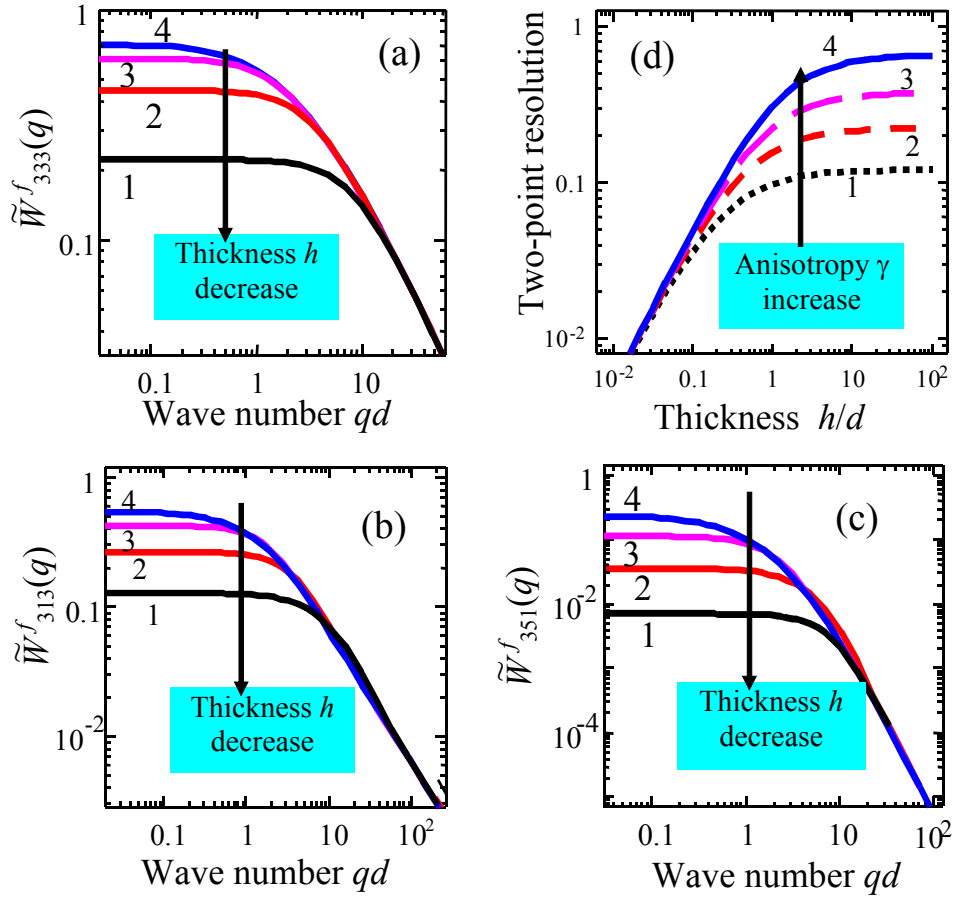 (a)
1
0.1
W̃^f_333(q)
4
3
2
1
Thickness h
decrease
0.1 1 10
Wave number qd
(d)
1
0.1
10^-2
Two-point resolution
4
3
2
1
Anisotropy γ
increase
10^-2 0.1 1 10 10^2
Thickness h/d
(b)
1
0.1
10^-2
W̃^f_313(q)
4
3
2
1
Thickness h
decrease
0.1 1 10 10^2
Wave number qd
(c)
1
10^-2
10^-4
W̃^f_351(q)
4
3
2
1
Thickness h
decrease
0.1 1 10 10^2
Wave number qd